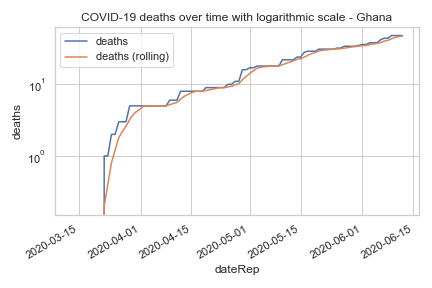 COVID-19 deaths over time with logarithmic scale - Ghana
deaths
deaths (rolling)
10¹
10⁰
deaths
2020-03-15
2020-04-01
2020-04-15
2020-05-01
2020-05-15
2020-06-01
2020-06-15
dateRep